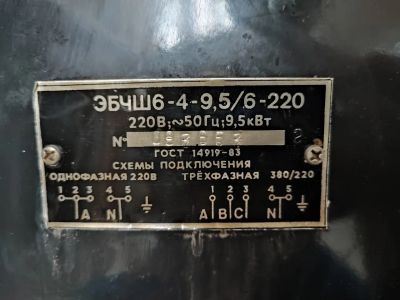 ЭБЧШ6-4-9,5/6-220
220В;~50Гц;9,5кВт
№
ГОСТ 14919-83
СХЕМЫ ПОДКЛЮЧЕНИЯ
ОДНОФАЗНАЯ 220В ТРЁХФАЗНАЯ 380/220
1 2 3 4 5 1 2 3 4 5
А N А В С N